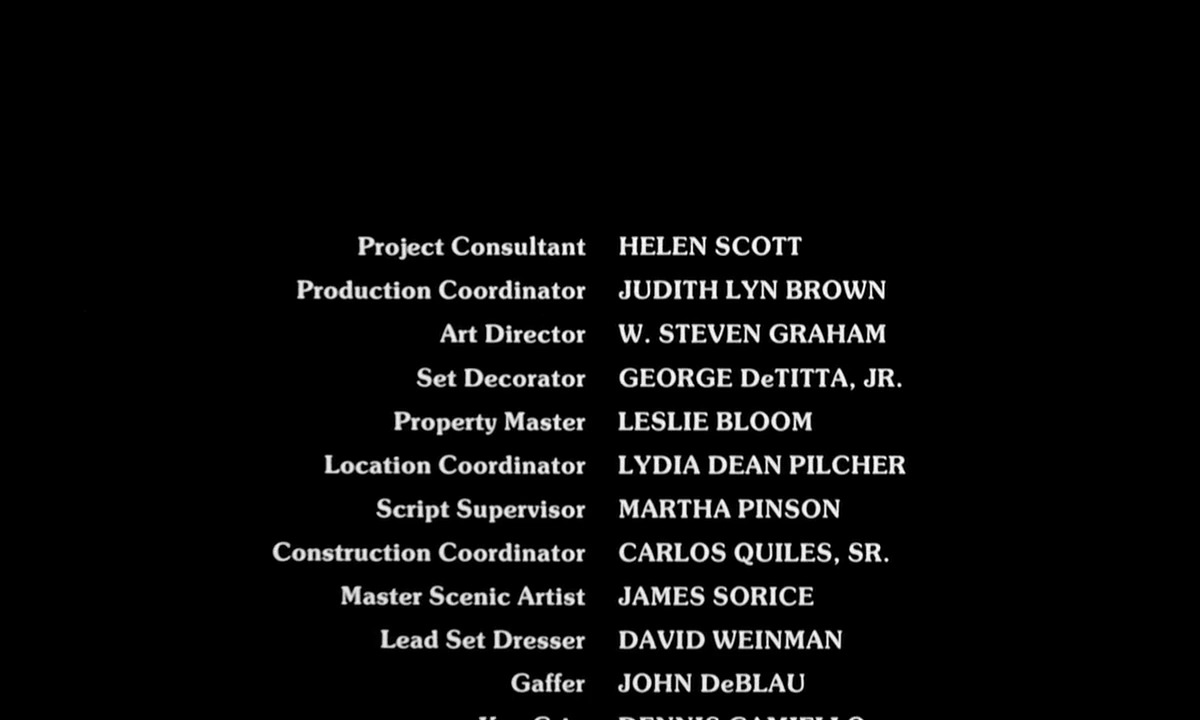 Project Consultant HELEN SCOTT
Production Coordinator JUDITH LYN BROWN
Art Director W. STEVEN GRAHAM
Set Decorator GEORGE DeTITTA, JR.
Property Master LESLIE BLOOM
Location Coordinator LYDIA DEAN PILCHER
Script Supervisor MARTHA PINSON
Construction Coordinator CARLOS QUILES, SR.
Master Scenic Artist JAMES SORICE
Lead Set Dresser DAVID WEINMAN
Gaffer JOHN DeBLAU